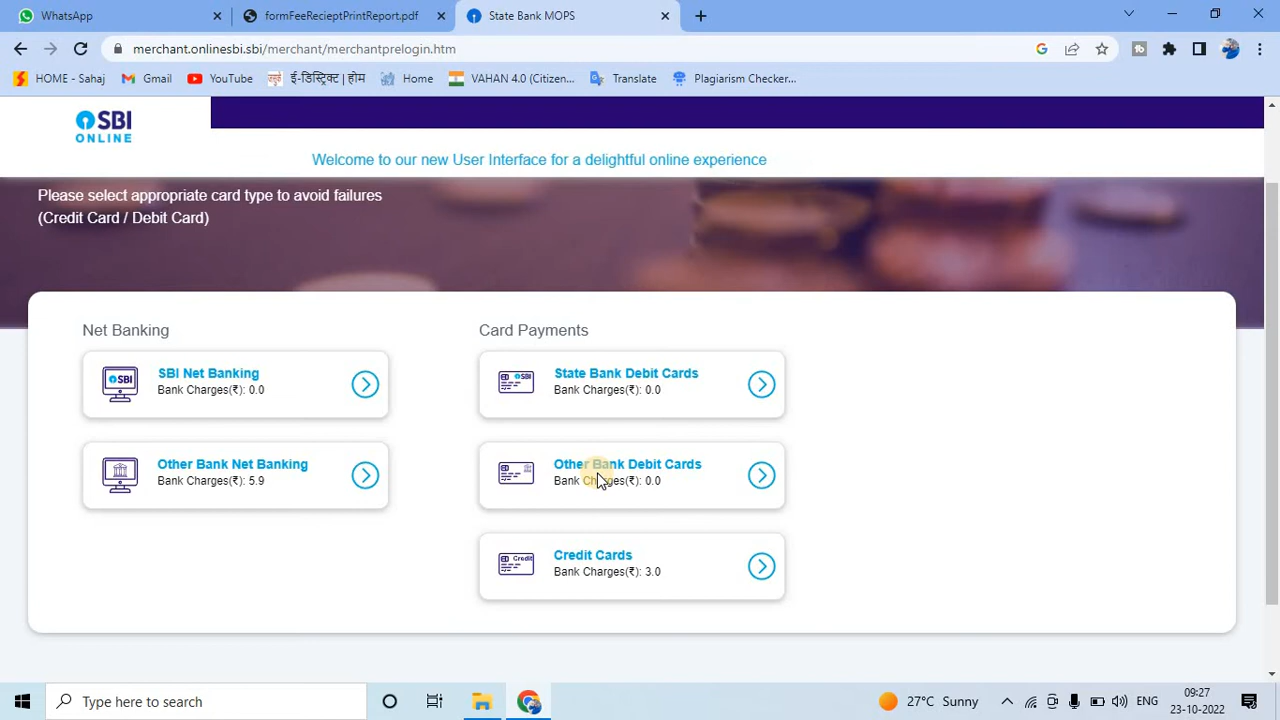 WhatsApp
formFeeRecieptPrintReport.pdf
State Bank MOPS
merchant.onlinesbi.sbi/merchant/merchantprelogin.htm
HOME - Sahaj
Gmail
YouTube
ई-डिस्ट्रिक्ट | होम
Home
VAHAN 4.0 (Citizen...
Translate
Plagiarism Checker...
SBI
ONLINE
Welcome to our new User Interface for a delightful online experience
Please select appropriate card type to avoid failures
(Credit Card / Debit Card)
Net Banking
SBI Net Banking
Bank Charges(₹): 0.0
Other Bank Net Banking
Bank Charges(₹): 5.9
Card Payments
State Bank Debit Cards
Bank Charges(₹): 0.0
Other Bank Debit Cards
Bank Charges(₹): 0.0
Credit Cards
Bank Charges(₹): 3.0
Type here to search
27°C Sunny
ENG
09:27
23-10-2022